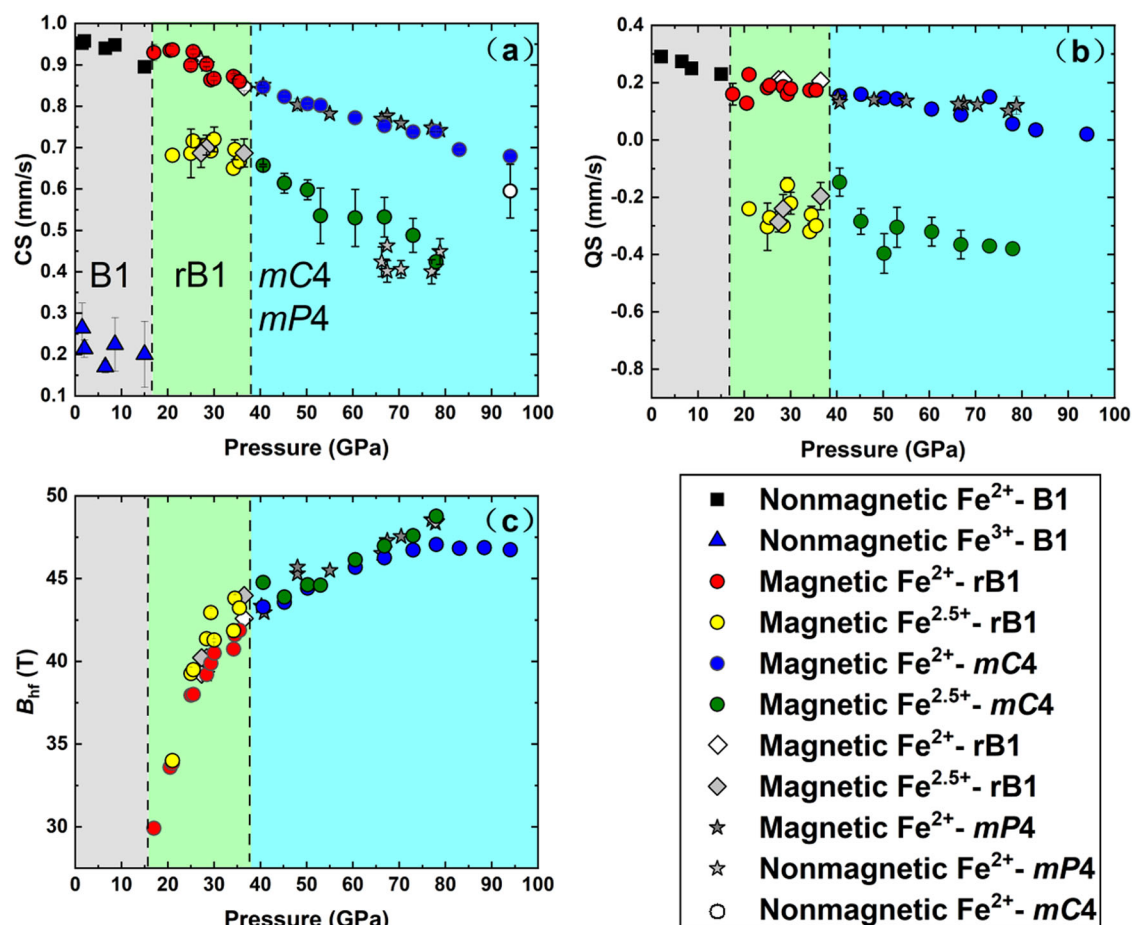 1.0
0.9
0.8
0.7
0.6
0.5
0.4
0.3
0.2
0.1
CS (mm/s)
(a)
B1
rB1
mC4
mP4
0 10 20 30 40 50 60 70 80 90 100
Pressure (GPa)
0.4
0.2
0.0
-0.2
-0.4
-0.6
-0.8
QS (mm/s)
(b)
0 10 20 30 40 50 60 70 80 90 100
Pressure (GPa)
50
45
40
35
30
B_hf (T)
(c)
0 10 20 30 40 50 60 70 80 90 100
Pressure (GPa)
Nonmagnetic Fe²⁺- B1
Nonmagnetic Fe³⁺- B1
Magnetic Fe²⁺- rB1
Magnetic Fe²·⁵⁺- rB1
Magnetic Fe²⁺- mC4
Magnetic Fe²·⁵⁺- mC4
Magnetic Fe²⁺- rB1
Magnetic Fe²·⁵⁺- rB1
Magnetic Fe²⁺- mP4
Nonmagnetic Fe²⁺- mP4
Nonmagnetic Fe²⁺- mC4